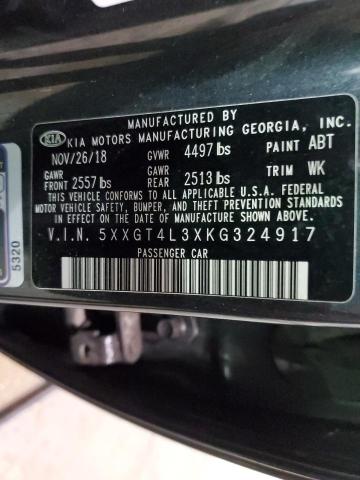 MANUFACTURED BY
KIA KIA MOTORS MANUFACTURING GEORGIA, INC.
NOV/26/18 GVWR 4497 lbs PAINT ABT
GAWR FRONT 2557 lbs GAWR REAR 2513 lbs TRIM WK
THIS VEHICLE CONFORMS TO ALL APPLICABLE U.S.A. FEDERAL
MOTOR VEHICLE SAFETY, BUMPER, AND THEFT PREVENTION STANDARDS
IN EFFECT ON THE DATE OF MANUFACTURE SHOWN ABOVE.
V.I.N. 5XXGT4L3XKG324917
PASSENGER CAR
5320